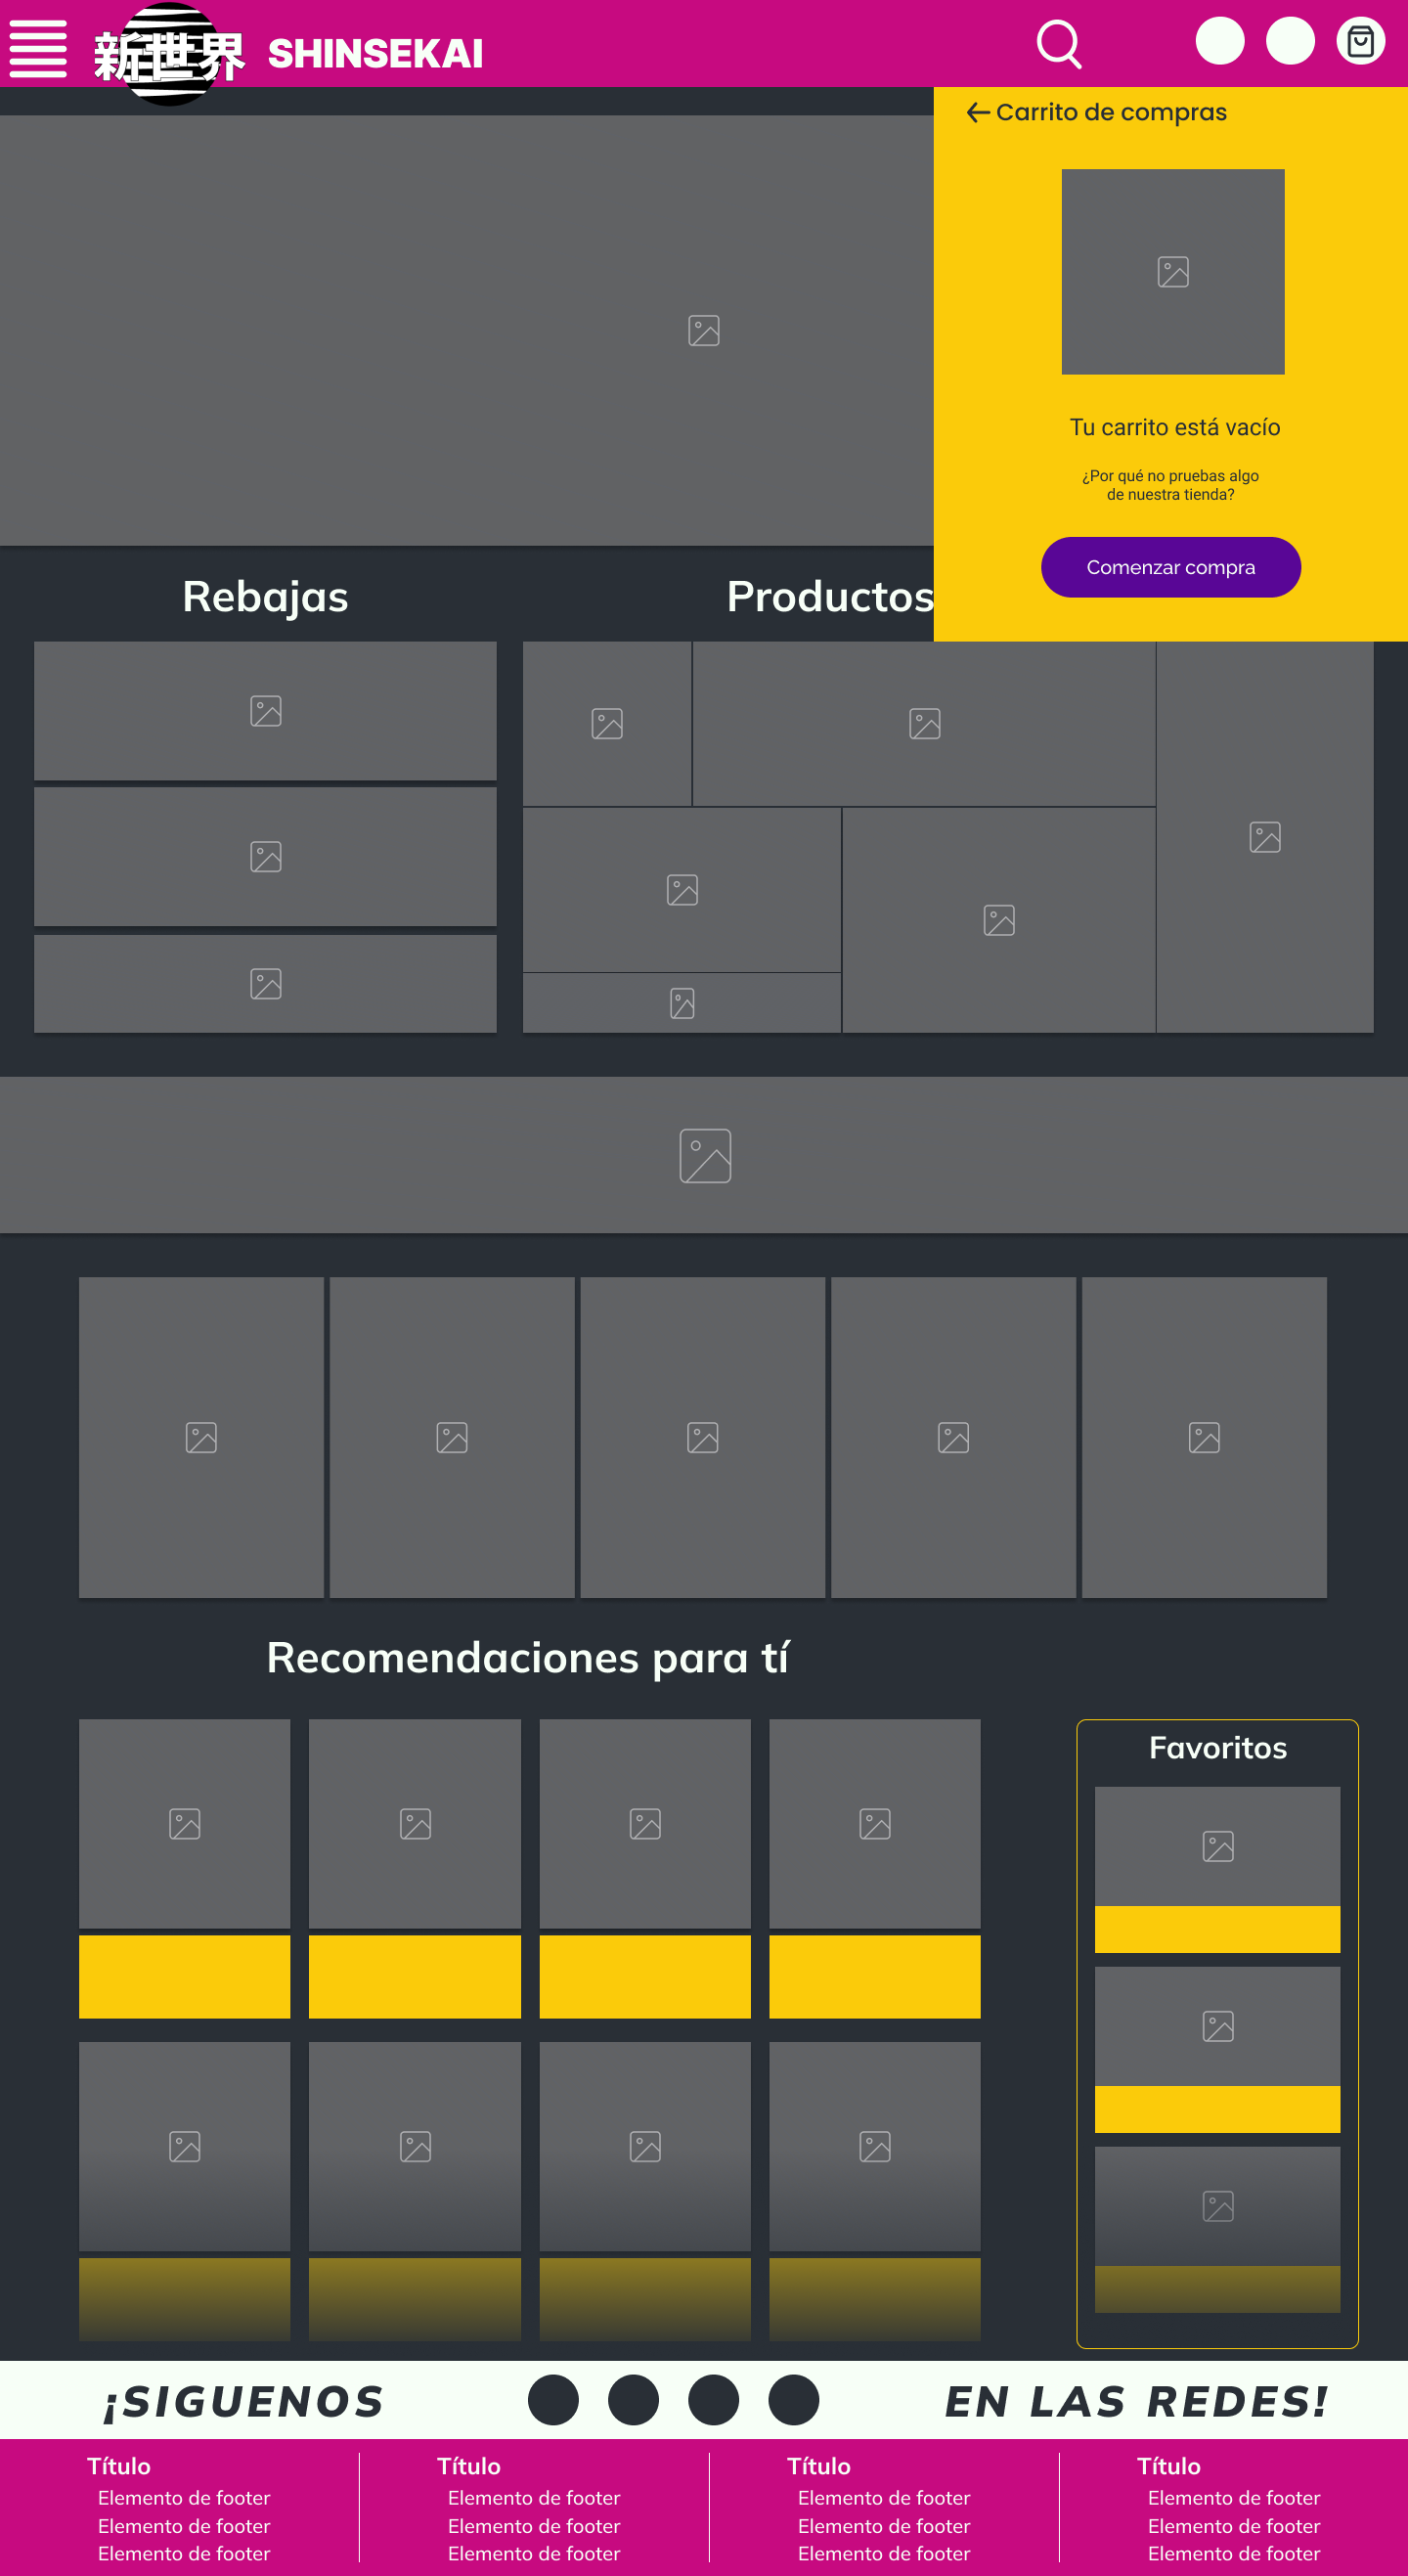 新世界
SHINSEKAI
Carrito de compras
Tu carrito está vacío
¿Por qué no pruebas algo
de nuestra tienda?
Comenzar compra
Rebajas
Productos
Recomendaciones para tí
Favoritos
¡SIGUENOS
EN LAS REDES!
Título
Elemento de footer
Elemento de footer
Elemento de footer
Título
Elemento de footer
Elemento de footer
Elemento de footer
Título
Elemento de footer
Elemento de footer
Elemento de footer
Título
Elemento de footer
Elemento de footer
Elemento de footer